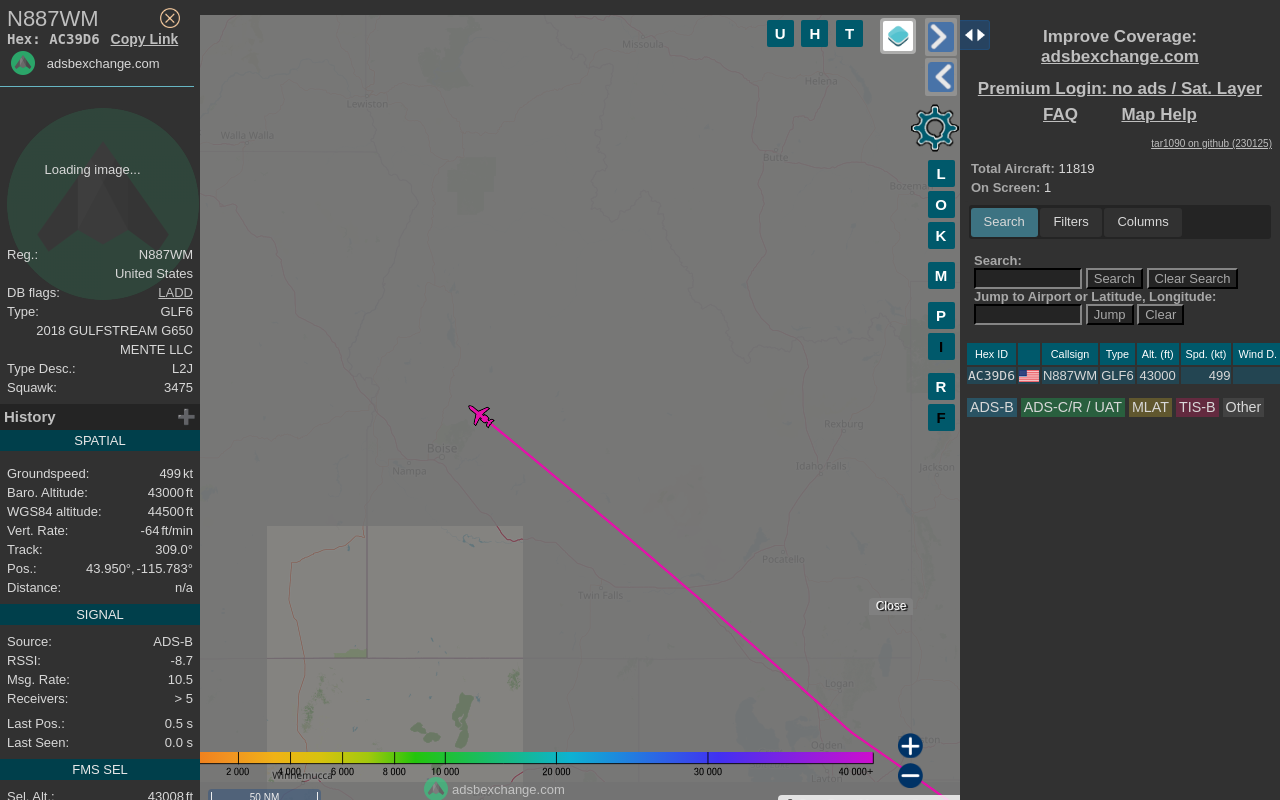 N887WM
Hex: AC39D6 Copy Link
adsbexchange.com
Loading image...
Reg.: N887WM
United States
DB flags: LADD
Type: GLF6
2018 GULFSTREAM G650
MENTE LLC
Type Desc.: L2J
Squawk: 3475
History
SPATIAL
Groundspeed: 499 kt
Baro. Altitude: 43000 ft
WGS84 altitude: 44500 ft
Vert. Rate: -64 ft/min
Track: 309.0°
Pos.: 43.950°, -115.783°
Distance: n/a
SIGNAL
Source: ADS-B
RSSI: -8.7
Msg. Rate: 10.5
Receivers: > 5
Last Pos.: 0.5 s
Last Seen: 0.0 s
FMS SEL
Sel. Alt.: 43008 ft
U H T
L
O
K
M
P
I
R
F
Missoula
Helena
Lewiston
Walla Walla
Butte
Bozeman
Boise
Nampa
Rexburg
Idaho Falls
Jackson
Pocatello
Twin Falls
Close
Logan
Ogden
Layton
Winnemucca
2 000 4 000 6 000 8 000 10 000 20 000 30 000 40 000+
adsbexchange.com
50 NM
Improve Coverage:
adsbexchange.com
Premium Login: no ads / Sat. Layer
FAQ Map Help
tar1090 on github (230125)
Total Aircraft: 11819
On Screen: 1
Search Filters Columns
Search:
Search Clear Search
Jump to Airport or Latitude, Longitude:
Jump Clear
Hex ID Callsign Type Alt. (ft) Spd. (kt) Wind D.
AC39D6 N887WM GLF6 43000 499
ADS-B ADS-C/R / UAT MLAT TIS-B Other